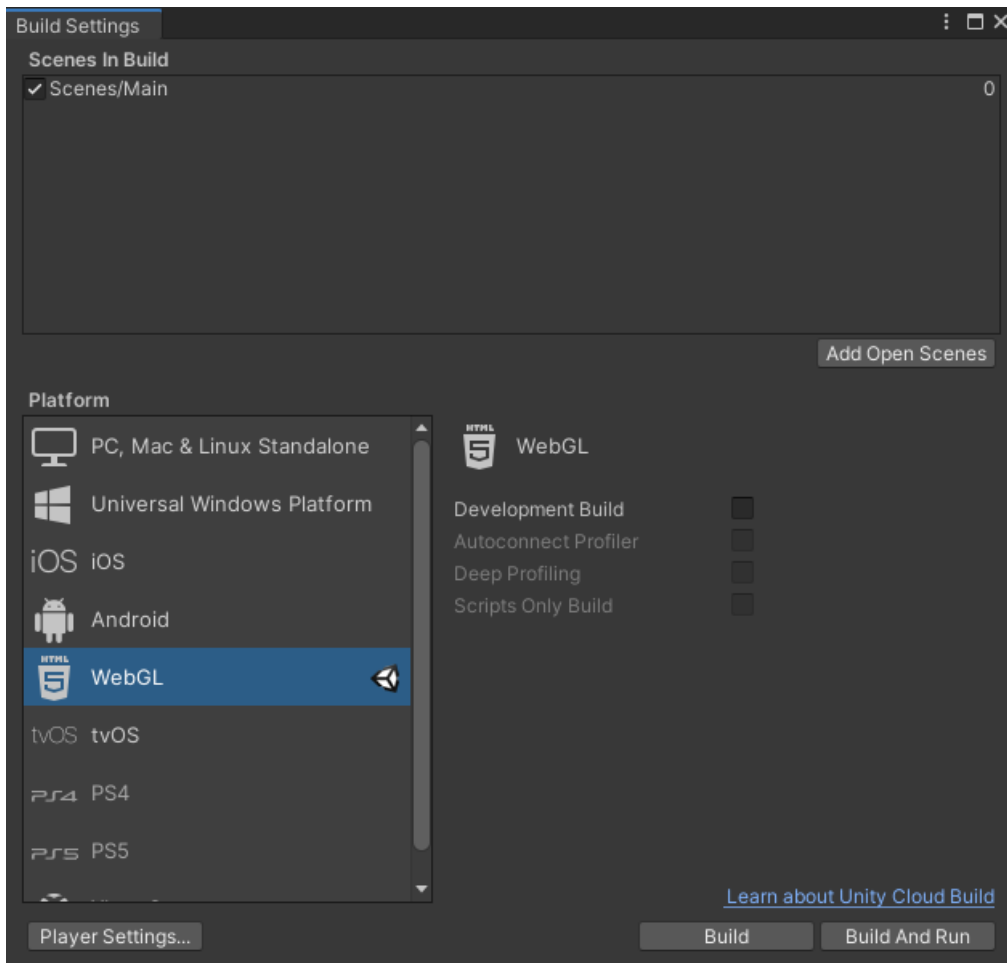 Build Settings
Scenes In Build
Scenes/Main 0
Add Open Scenes
Platform
PC, Mac & Linux Standalone
Universal Windows Platform
iOS iOS
Android
HTML
5 WebGL
tvOS tvOS
PS4 PS4
PS5 PS5
HTML
5 WebGL
Development Build
Autoconnect Profiler
Deep Profiling
Scripts Only Build
Learn about Unity Cloud Build
Player Settings...
Build
Build And Run